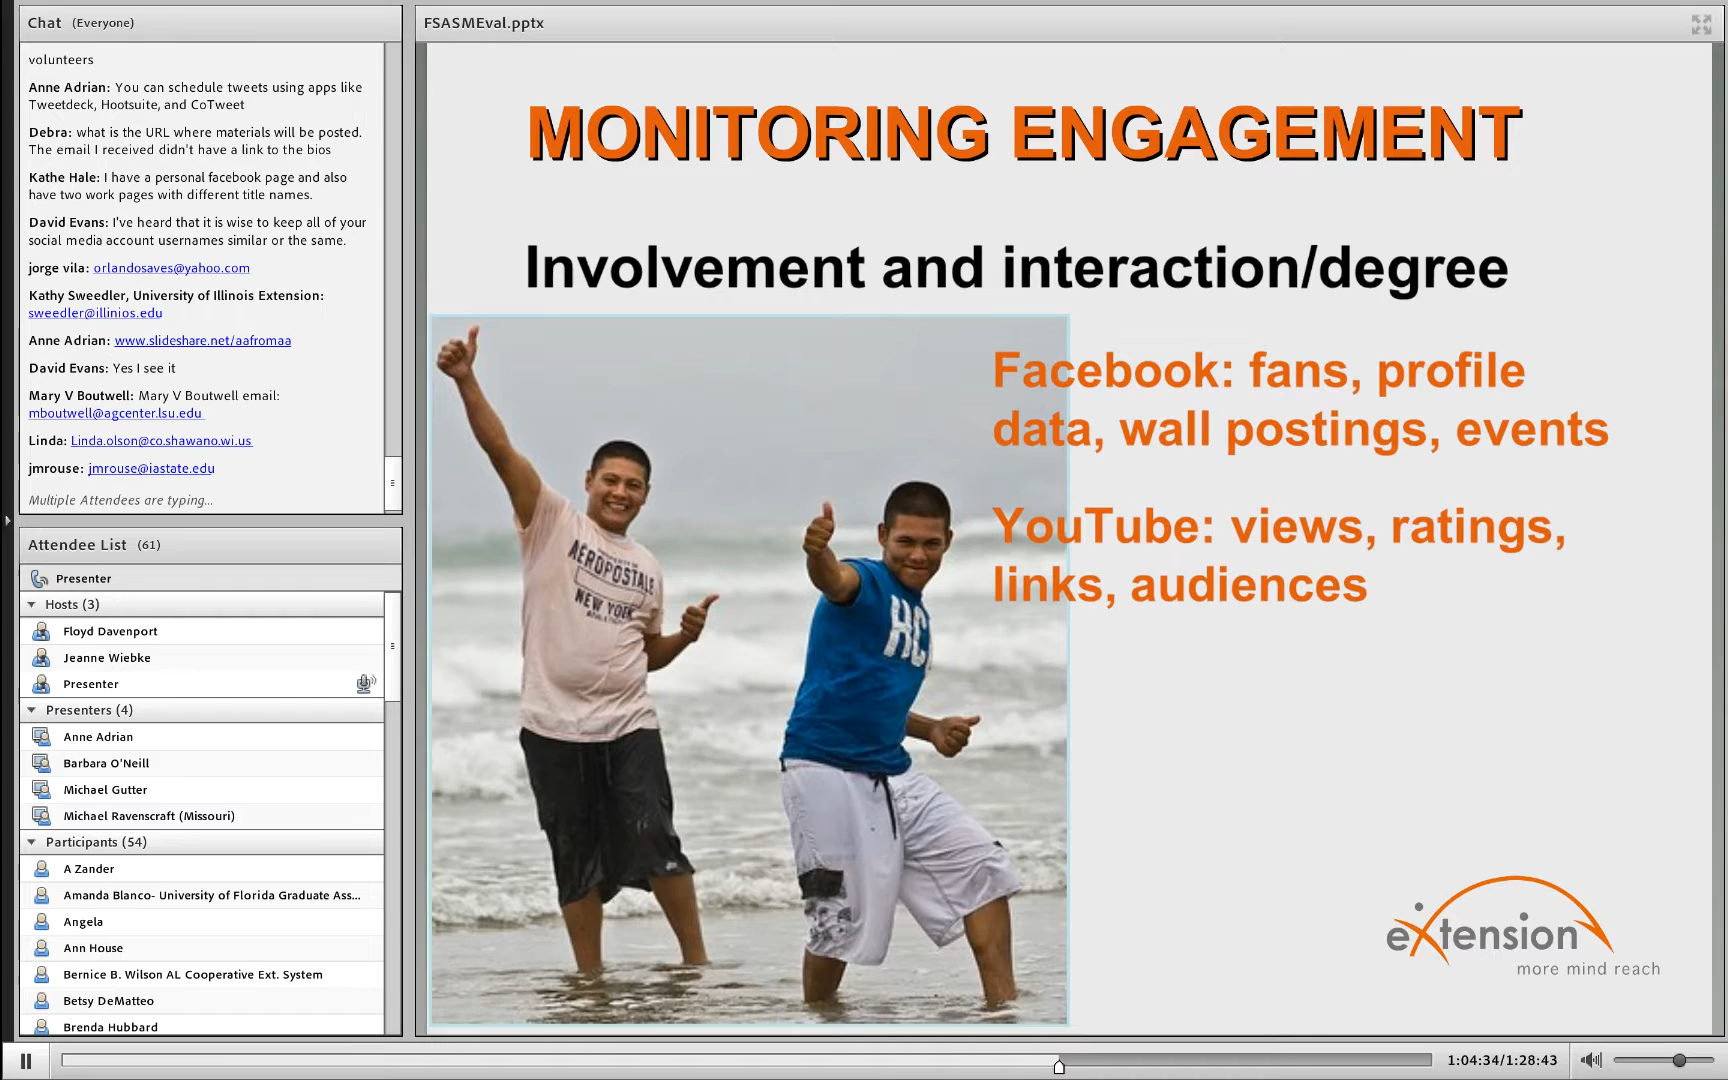 Chat (Everyone)
volunteers
Anne Adrian: You can schedule tweets using apps like
Tweetdeck, Hootsuite, and CoTweet
Debra: what is the URL where materials will be posted.
The email I received didn't have a link to the bios
Kathe Hale: I have a personal facebook page and also
have two work pages with different title names.
David Evans: I've heard that it is wise to keep all of your
social media account usernames similar or the same.
jorge vila: orlandosaves@yahoo.com
Kathy Sweedler, University of Illinois Extension:
sweedler@illinios.edu
Anne Adrian: www.slideshare.net/aafromaa
David Evans: Yes I see it
Mary V Boutwell: Mary V Boutwell email:
mboutwell@agcenter.lsu.edu
Linda: Linda.olson@co.shawano.wi.us
jmrouse: jmrouse@iastate.edu
Multiple Attendees are typing...
Attendee List (61)
Presenter
Hosts (3)
Floyd Davenport
Jeanne Wiebke
Presenter
Presenters (4)
Anne Adrian
Barbara O'Neill
Michael Gutter
Michael Ravenscraft (Missouri)
Participants (54)
A Zander
Amanda Blanco- University of Florida Graduate Ass...
Angela
Ann House
Bernice B. Wilson AL Cooperative Ext. System
Betsy DeMatteo
Brenda Hubbard
FSASMEval.pptx
MONITORING ENGAGEMENT
Involvement and interaction/degree
Facebook: fans, profile
data, wall postings, events
YouTube: views, ratings,
links, audiences
AEROPOSTALE
NEW YORK
HCO
eXtension
more mind reach
1:04:34/1:28:43